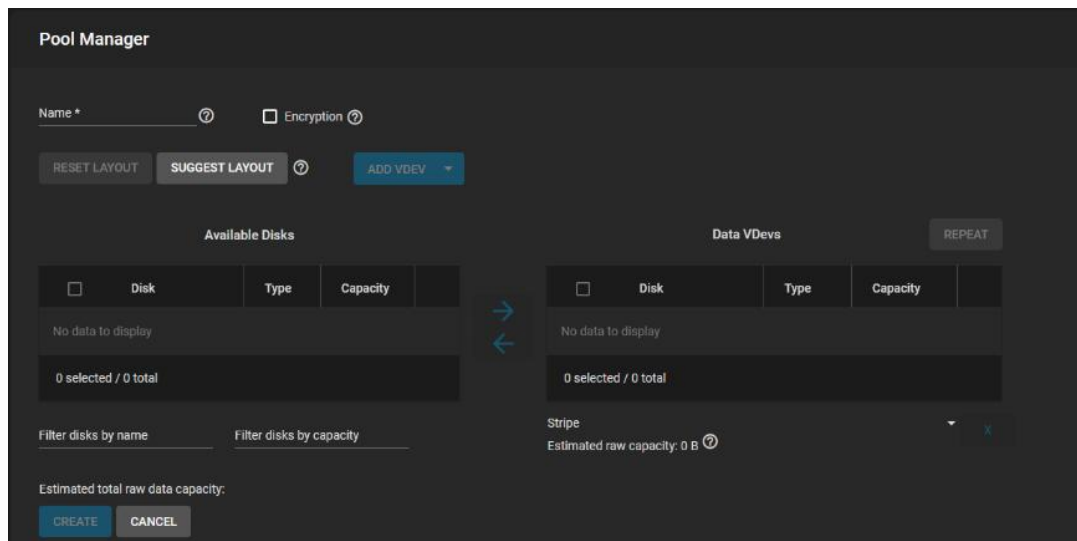 Pool Manager
Name *
Encryption
RESET LAYOUT SUGGEST LAYOUT ADD VDEV
Available Disks
Disk Type Capacity
No data to display
0 selected / 0 total
Filter disks by name Filter disks by capacity
Data VDevs REPEAT
Disk Type Capacity
No data to display
0 selected / 0 total
Stripe
x
Estimated raw capacity: 0 B
Estimated total raw data capacity:
CREATE CANCEL